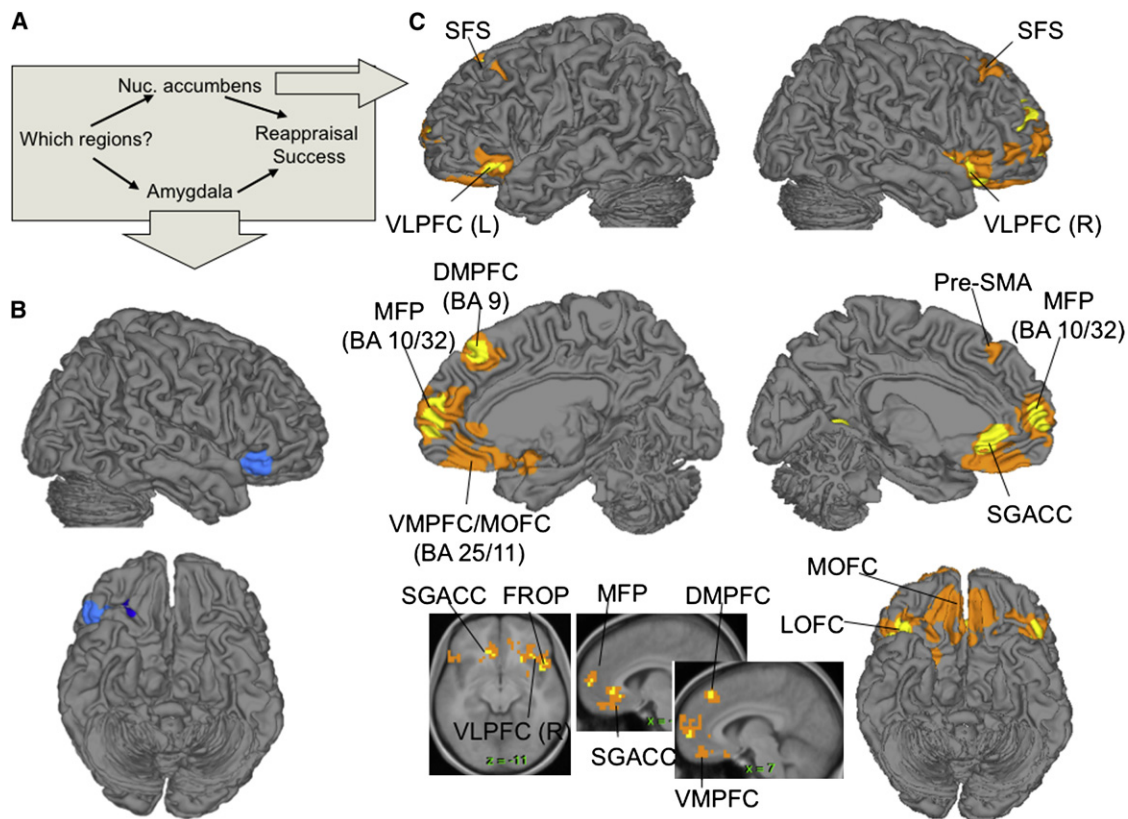 A
Nuc. accumbens
Which regions?
Reappraisal
Success
Amygdala
B
C
SFS
SFS
VLPFC (L)
VLPFC (R)
DMPFC
(BA 9)
MFP
(BA 10/32)
Pre-SMA
MFP
(BA 10/32)
VMPFC/MOFC
(BA 25/11)
SGACC
SGACC
FROP
MFP
DMPFC
VLPFC (R)
z = -11
x =
SGACC
x = 7
VMPFC
MOFC
LOFC